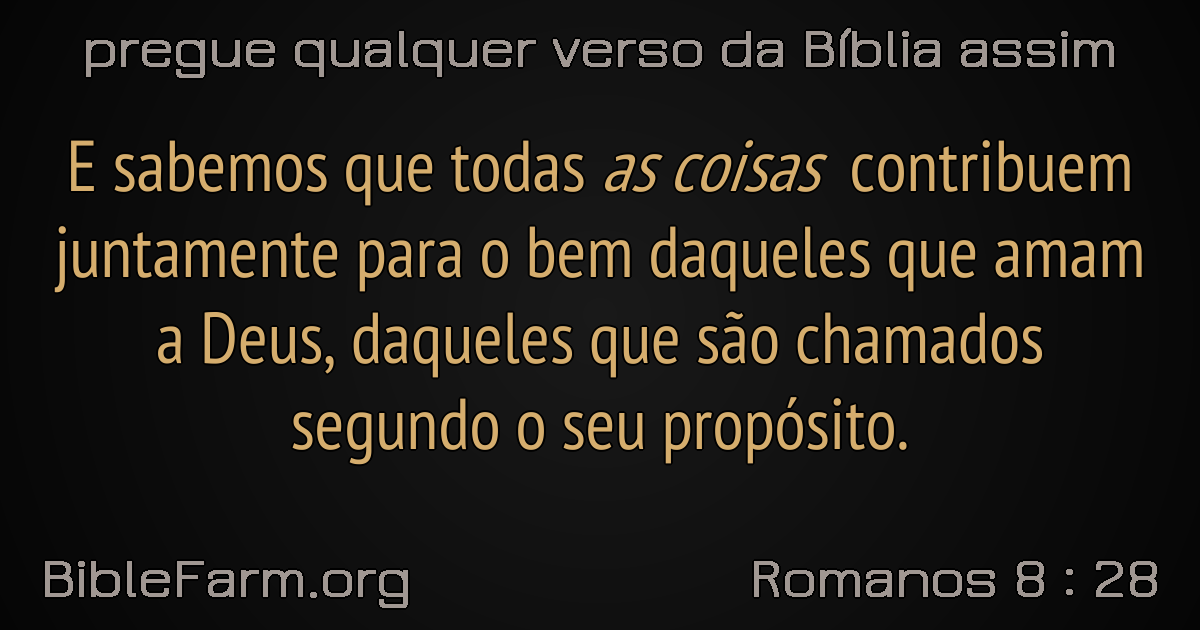 pregue qualquer verso da Bíblia assim
E sabemos que todas as coisas contribuem
juntamente para o bem daqueles que amam
a Deus, daqueles que são chamados
segundo o seu propósito.
BibleFarm.org
Romanos 8 : 28